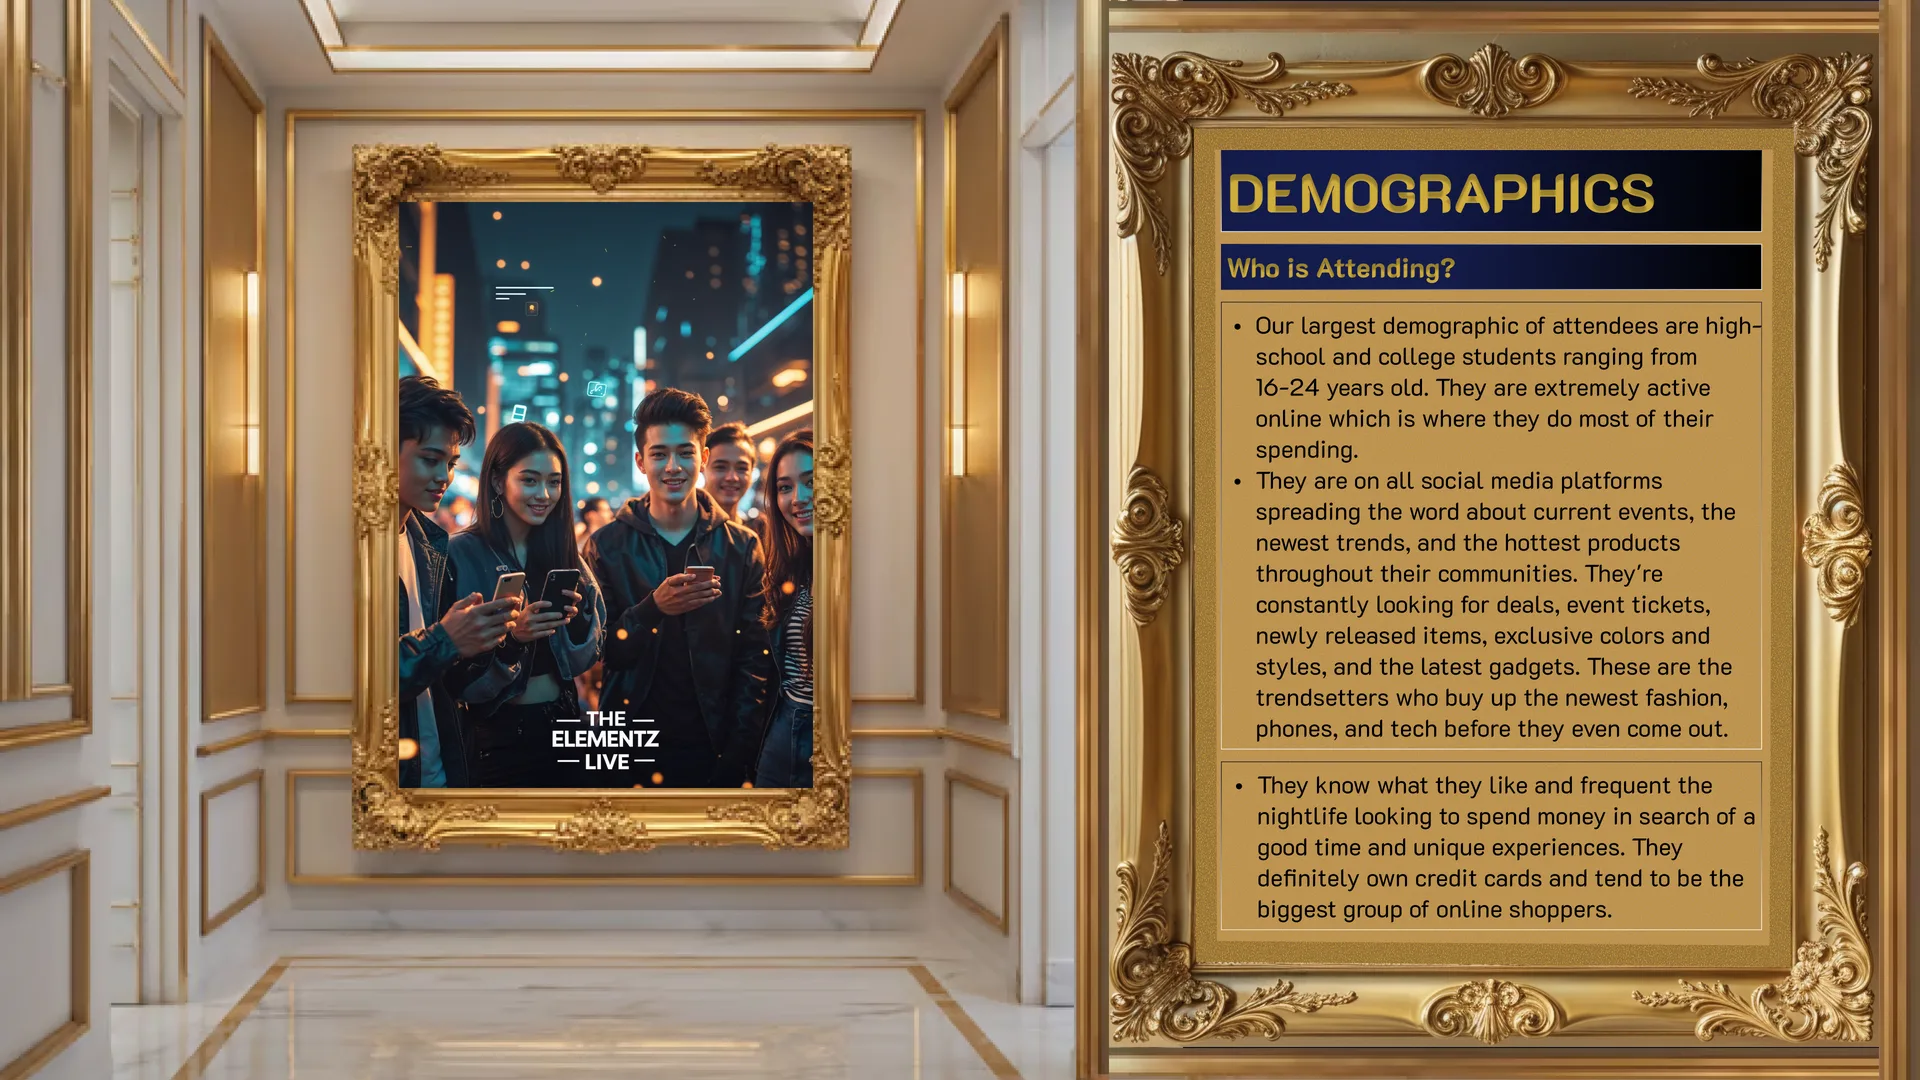 THE
ELEMENTZ
LIVE
DEMOGRAPHICS
Who is Attending?
• Our largest demographic of attendees are high-
school and college students ranging from
16-24 years old. They are extremely active
online which is where they do most of their
spending.
• They are on all social media platforms
spreading the word about current events, the
newest trends, and the hottest products
throughout their communities. They're
constantly looking for deals, event tickets,
newly released items, exclusive colors and
styles, and the latest gadgets. These are the
trendsetters who buy up the newest fashion,
phones, and tech before they even come out.
• They know what they like and frequent the
nightlife looking to spend money in search of a
good time and unique experiences. They
definitely own credit cards and tend to be the
biggest group of online shoppers.